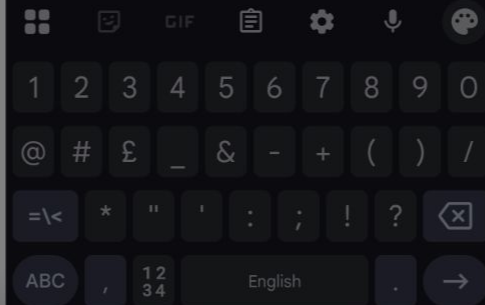 GIF
1 2 3 4 5 6 7 8 9 0
@ # £ _ & - + ( ) /
=\< * " ' : ; ! ?
ABC , 12 34 English .